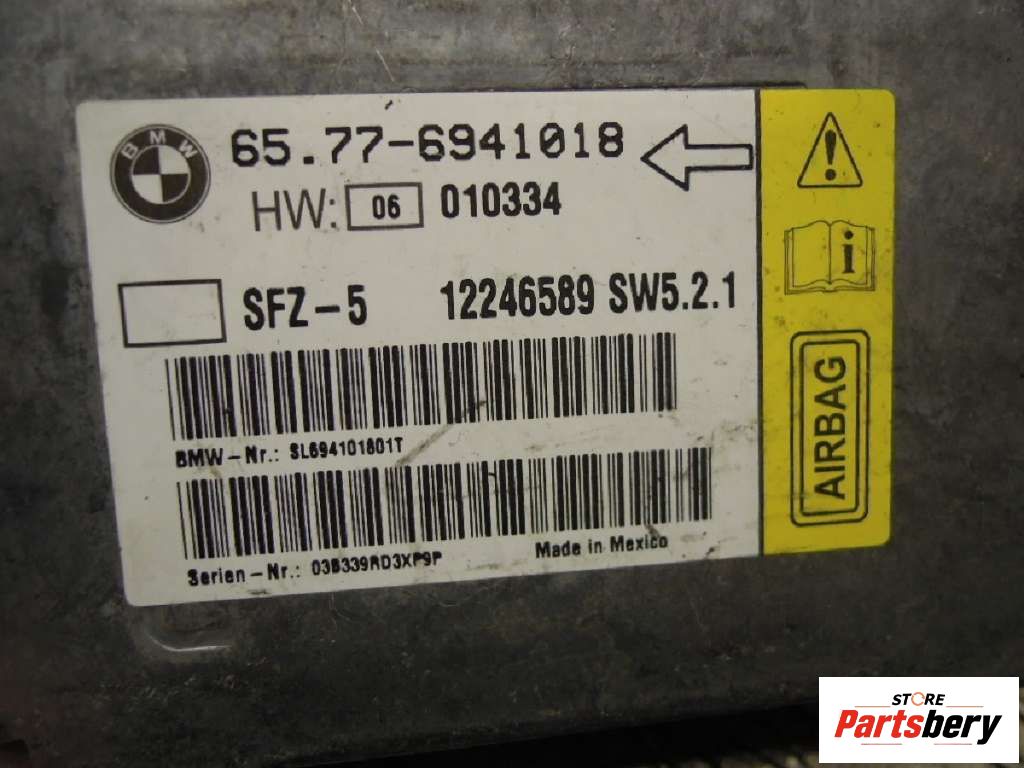 BMW
65.77-6941018
HW: 06 010334
SFZ-5 12246589 SW5.2.1
BMW-Nr.: SL694101801T
Serien-Nr.: 03B339RD3XP9P
Made in Mexico
!
i
AIRBAG
STORE
Partsbery